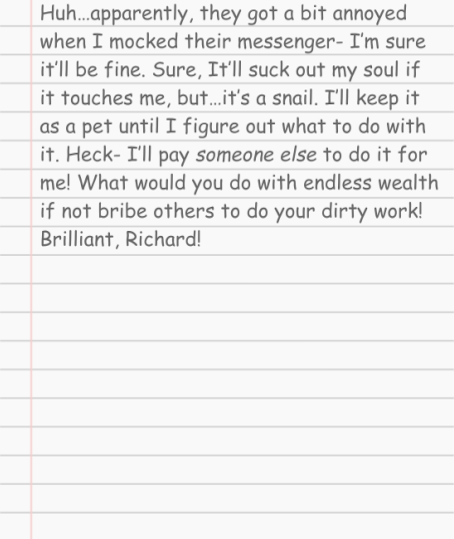 Huh...apparently, they got a bit annoyed
when I mocked their messenger- I'm sure
it'll be fine. Sure, It'll suck out my soul if
it touches me, but...it's a snail. I'll keep it
as a pet until I figure out what to do with
it. Heck- I'll pay someone else to do it for
me! What would you do with endless wealth
if not bribe others to do your dirty work!
Brilliant, Richard!